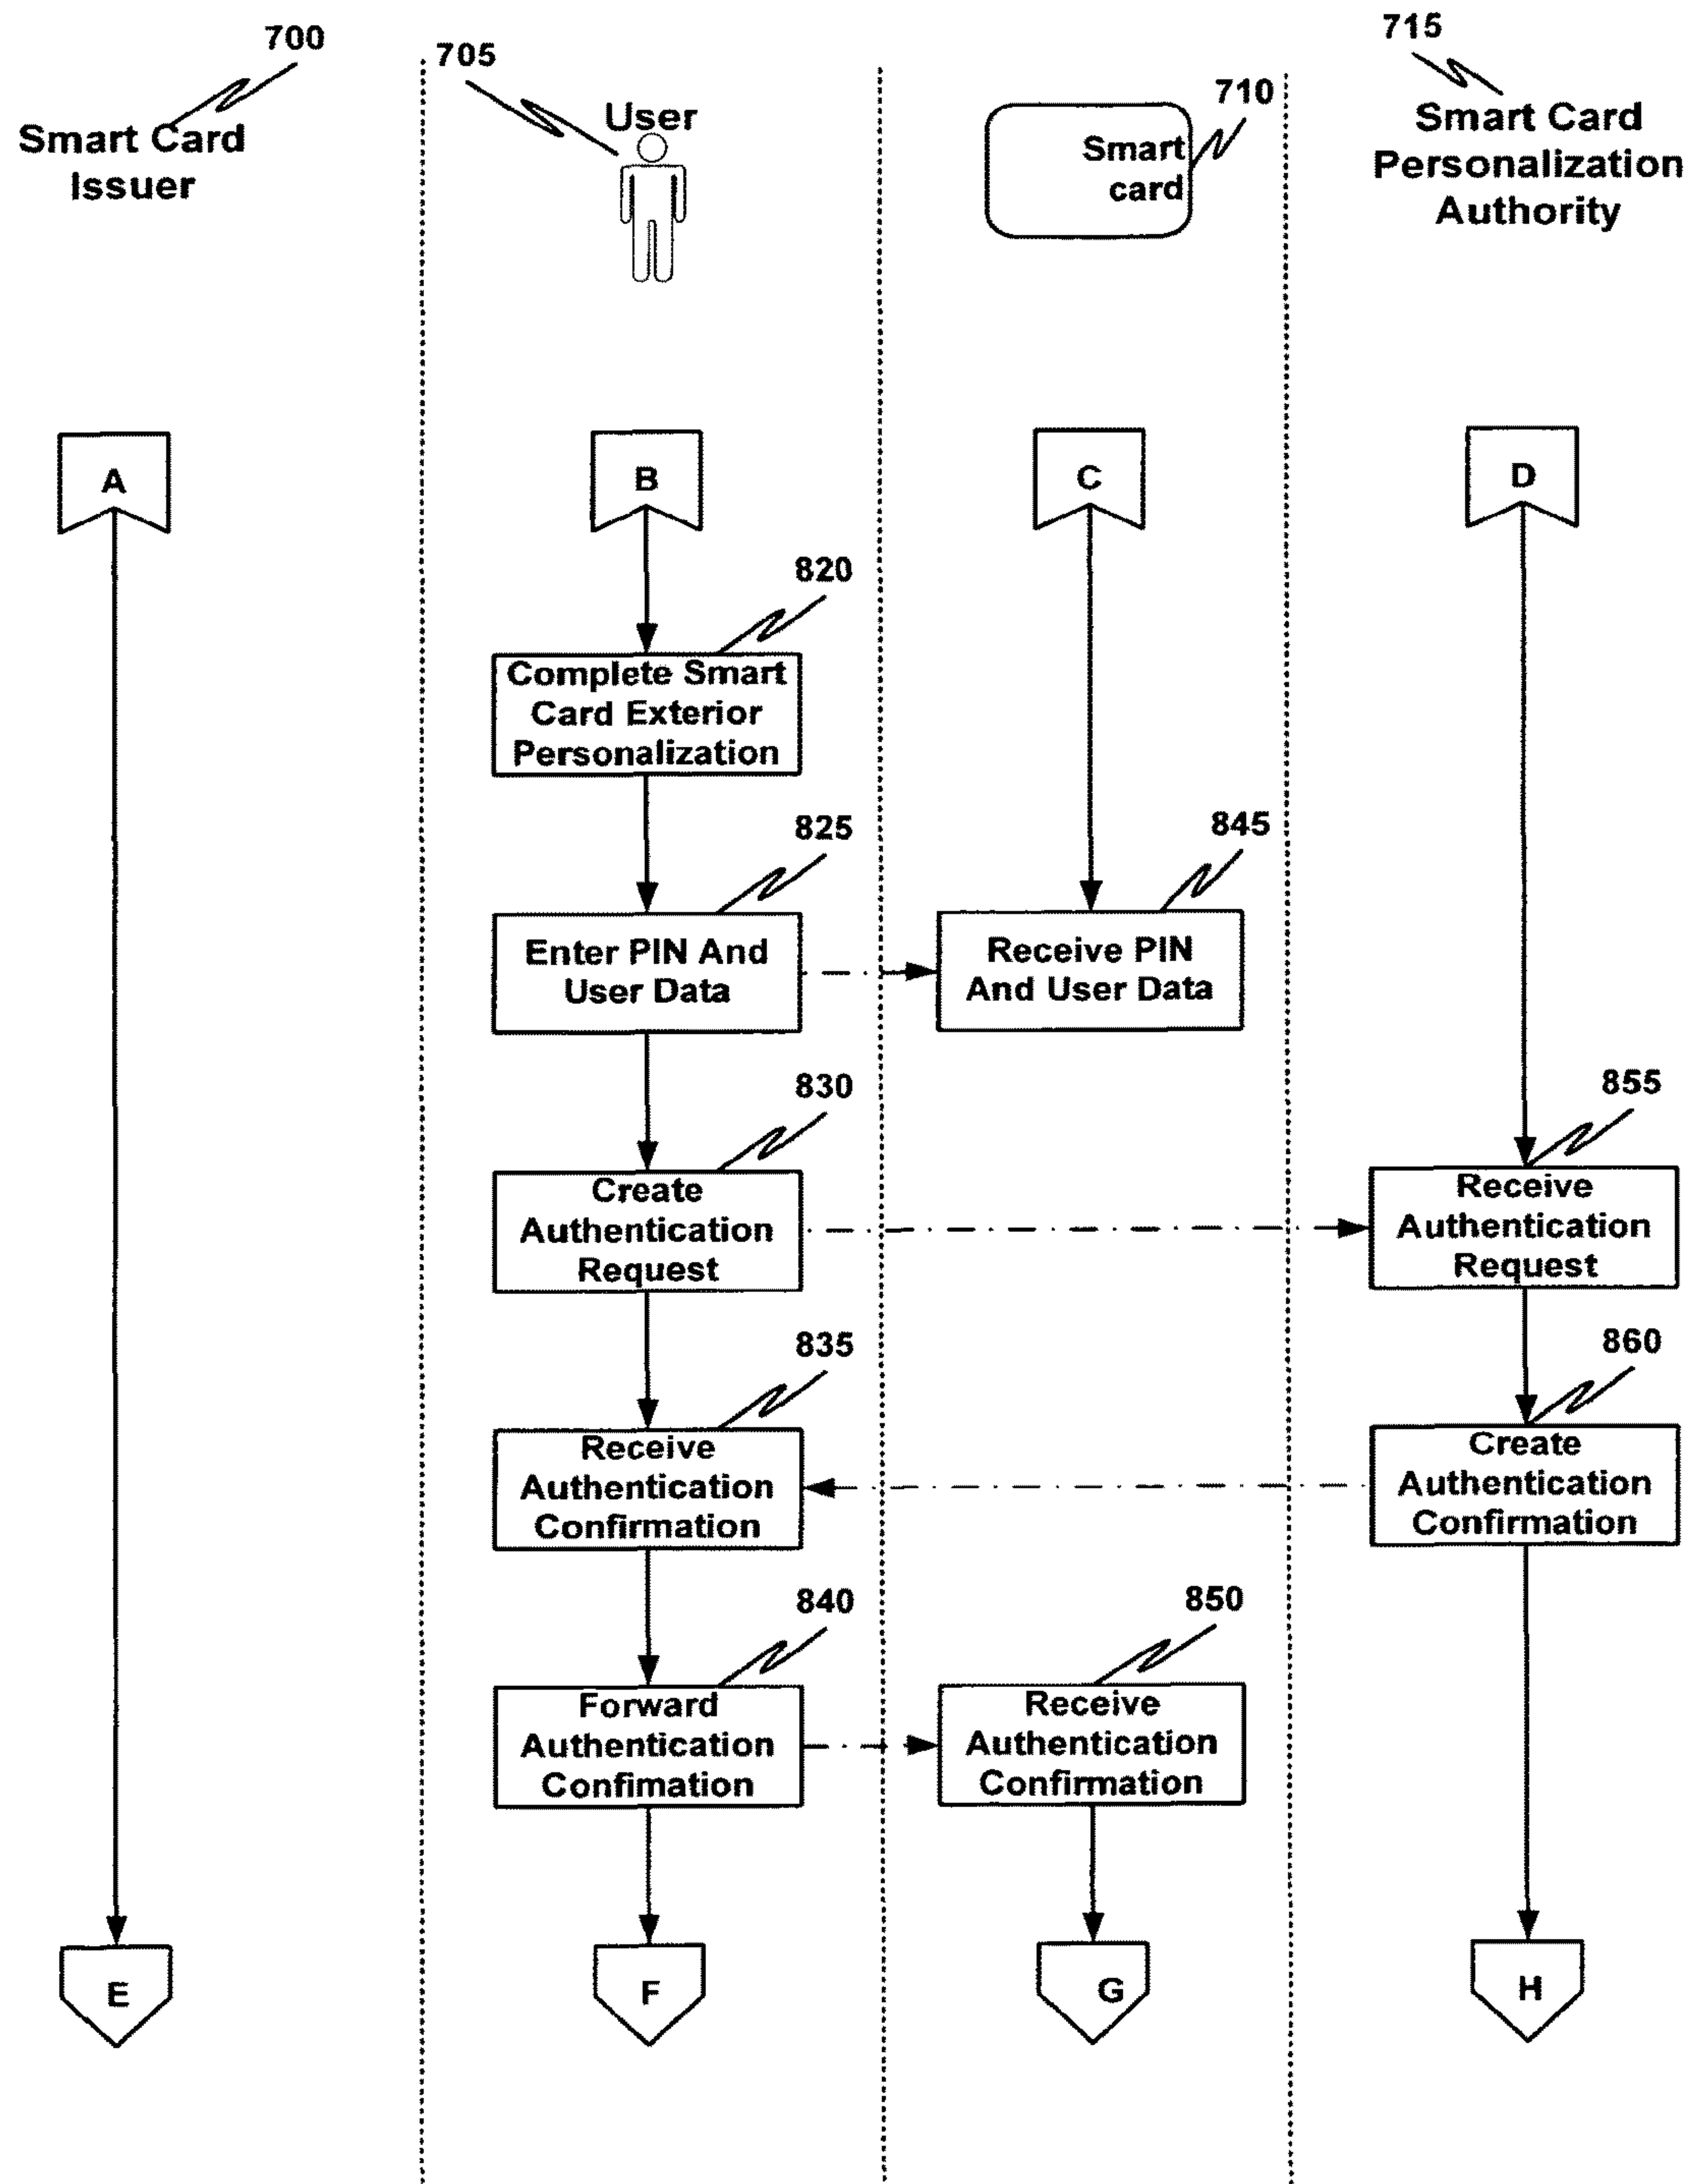 700
705
715
710
Smart Card
Issuer
User
Smart
card
Smart Card
Personalization
Authority
A
B
C
D
820
Complete Smart
Card Exterior
Personalization
825
845
Enter PIN And
User Data
Receive PIN
And User Data
830
855
Create
Authentication
Request
Receive
Authentication
Request
835
860
Receive
Authentication
Confirmation
Create
Authentication
Confirmation
840
850
Forward
Authentication
Confimation
Receive
Authentication
Confirmation
E
F
G
H